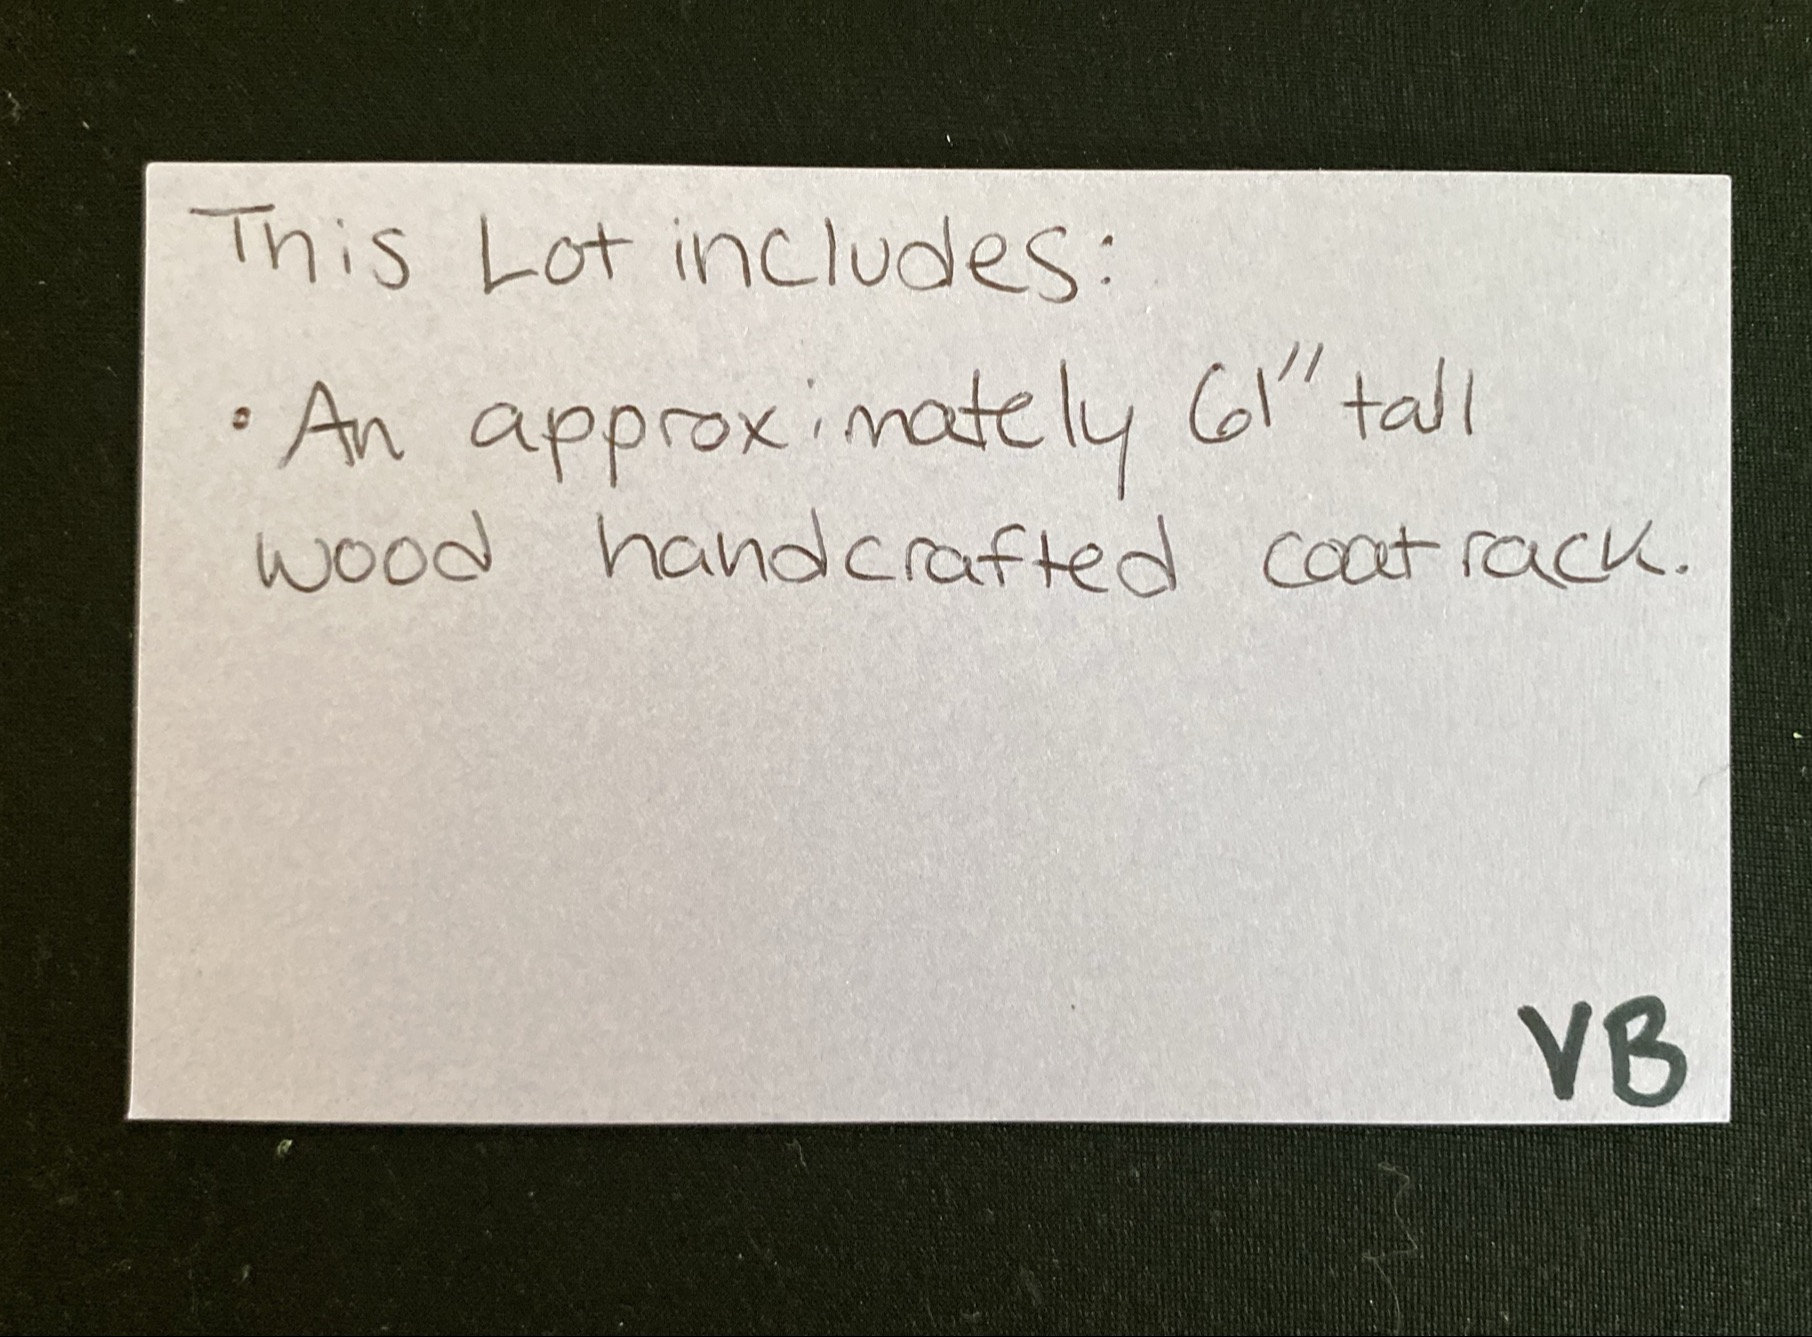 This Lot includes:
• An approximately 61" tall
wood handcrafted coat rack.
VB